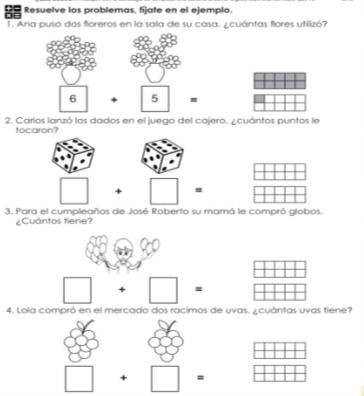 Resuelve los problemas, fíjate en el ejemplo.
1. Ana puso dos floreros en la sala de su casa. ¿cuántas flores utilizó?
6 + 5 =
2. Carlos lanzó los dados en el juego del cajero, ¿cuántos puntos le
tocaron?
+ =
3. Para el cumpleaños de José Roberto su mamá le compró globos.
¿Cuántos tiene?
+ =
4. Lola compró en el mercado dos racimos de uvas, ¿cuántas uvas tiene?
+ =